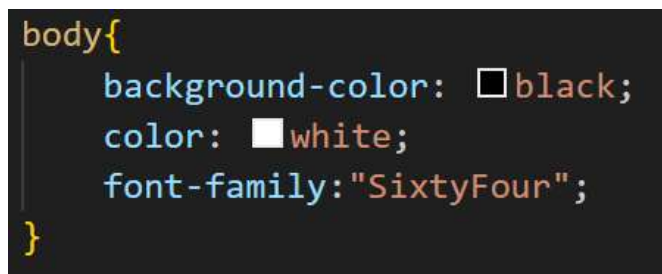 body{
    background-color: black;
    color: white;
    font-family:"SixtyFour";
}